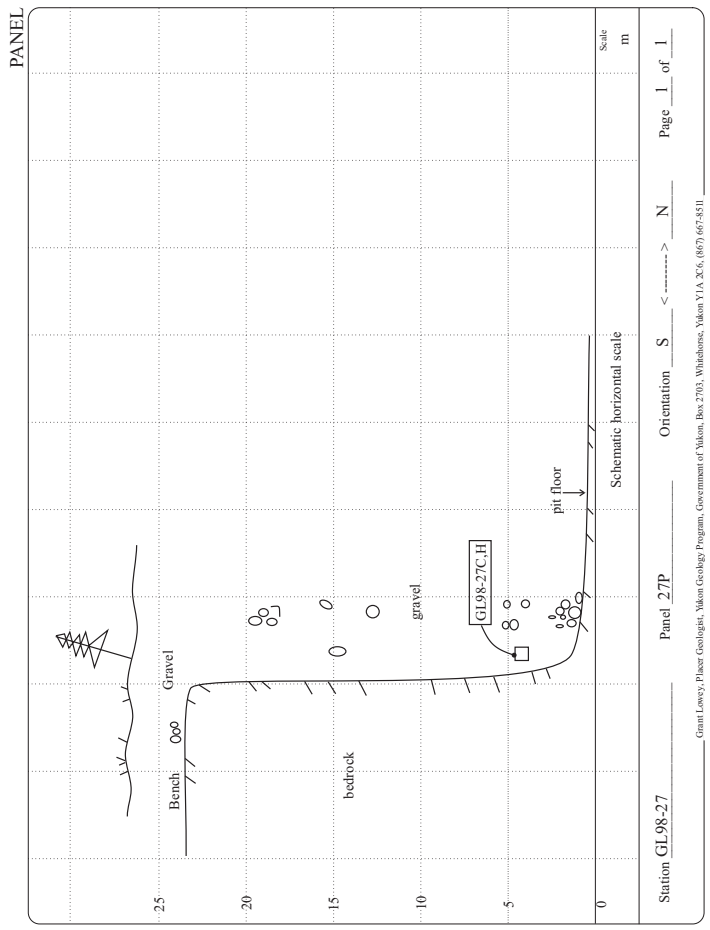 PANEL
25
20
15
10
5
0
Gravel
Bench
bedrock
gravel
GL98-27C,H
pit floor
Schematic horizontal scale
Scale
m
Station GL98-27 Panel 27P Orientation S < -------- > N Page 1 of 1
Grant Lowey, Placer Geologist, Yukon Geology Program, Government of Yukon, Box 2703, Whitehorse, Yukon Y1A 2C6, (867) 667-8511